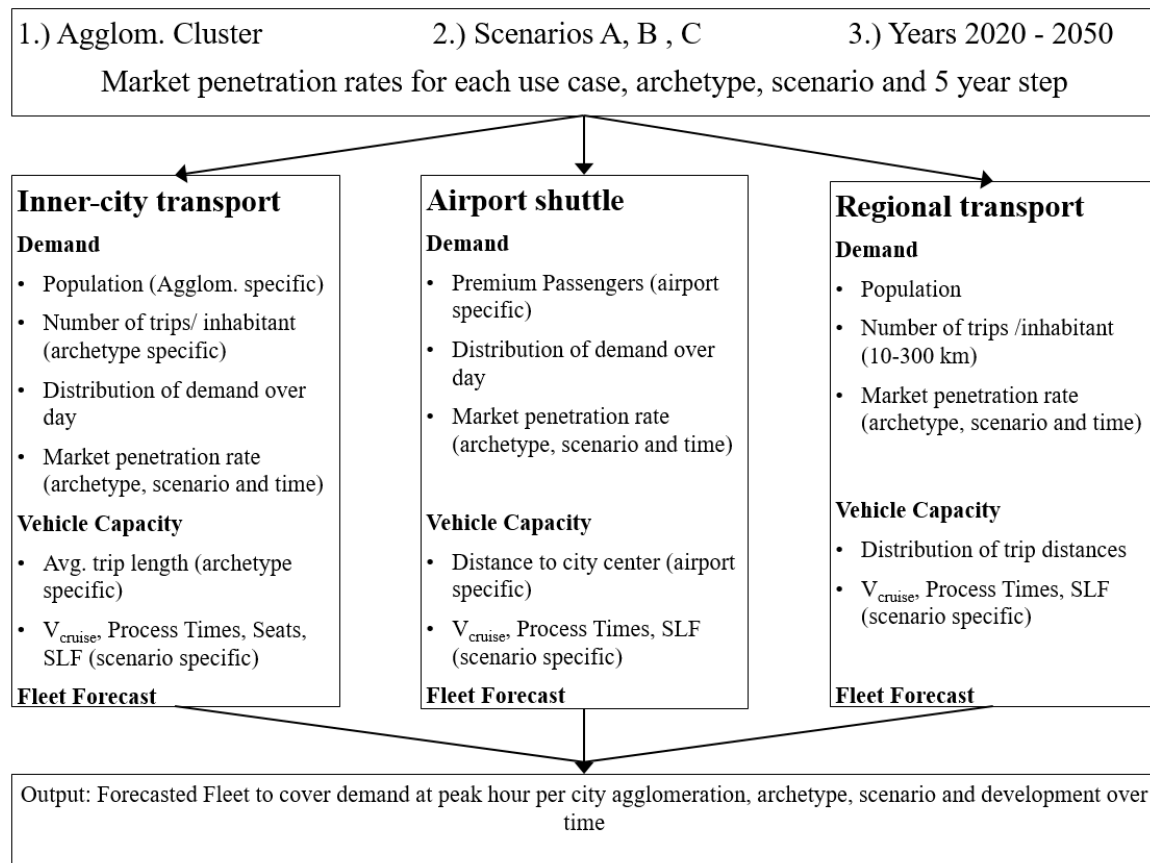 1.) Agglom. Cluster 2.) Scenarios A, B , C 3.) Years 2020 - 2050
Market penetration rates for each use case, archetype, scenario and 5 year step
Inner-city transport
Demand
• Population (Agglom. specific)
• Number of trips/ inhabitant
(archetype specific)
• Distribution of demand over
day
• Market penetration rate
(archetype, scenario and time)
Vehicle Capacity
• Avg. trip length (archetype
specific)
• Vcruise, Process Times, Seats,
SLF (scenario specific)
Fleet Forecast
Airport shuttle
Demand
• Premium Passengers (airport
specific)
• Distribution of demand over
day
• Market penetration rate
(archetype, scenario and time)
Vehicle Capacity
• Distance to city center (airport
specific)
• Vcruise, Process Times, SLF
(scenario specific)
Fleet Forecast
Regional transport
Demand
• Population
• Number of trips /inhabitant
(10-300 km)
• Market penetration rate
(archetype, scenario and time)
Vehicle Capacity
• Distribution of trip distances
• Vcruise, Process Times, SLF
(scenario specific)
Fleet Forecast
Output: Forecasted Fleet to cover demand at peak hour per city agglomeration, archetype, scenario and development over
time